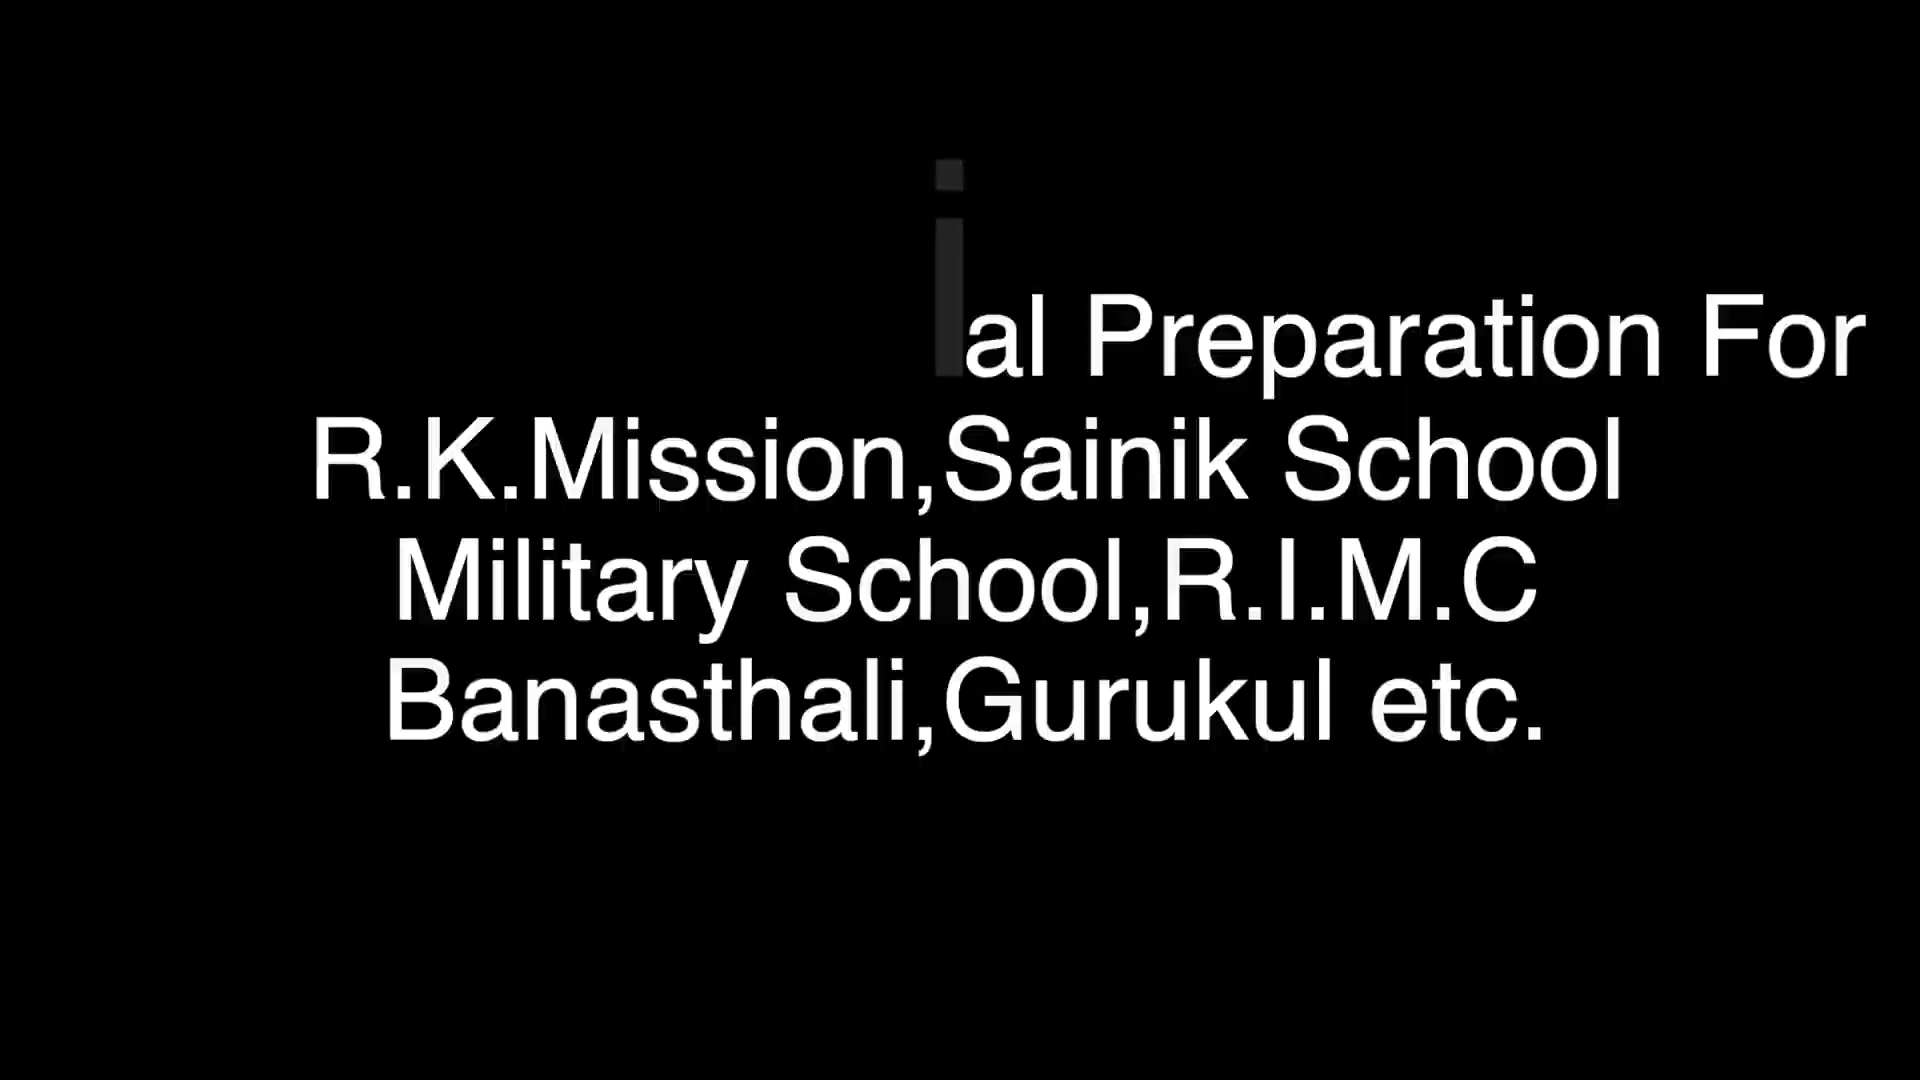 ial Preparation For
R.K.Mission,Sainik School
Military School,R.I.M.C
Banasthali,Gurukul etc.